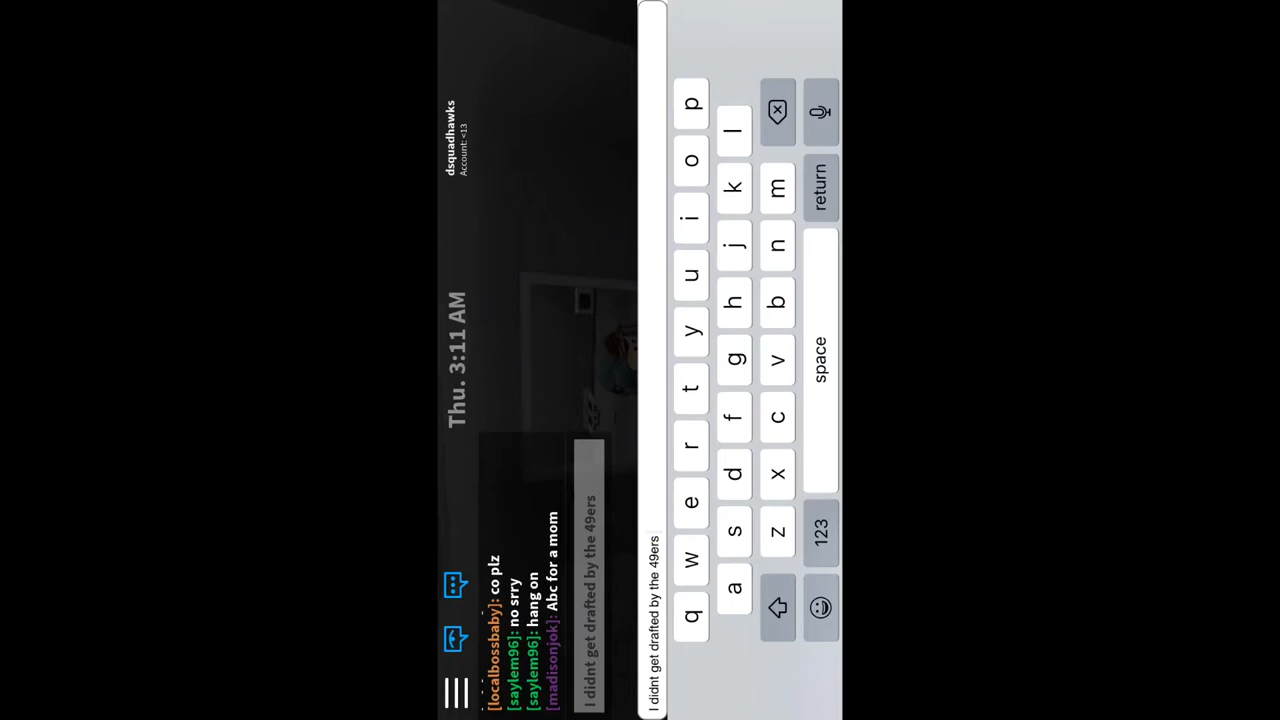 Thu. 3:11 AM
dsquadhawks
Account: <13
[localbossbaby]: co plz
[saylem96]: no srry
[saylem96]: hang on
[madisonjok]: Abc for a mom
I didnt get drafted by the 49ers
I didnt get drafted by the 49ers
q w e r t y u i o p
a s d f g h j k l
z x c v b n m
123 space return